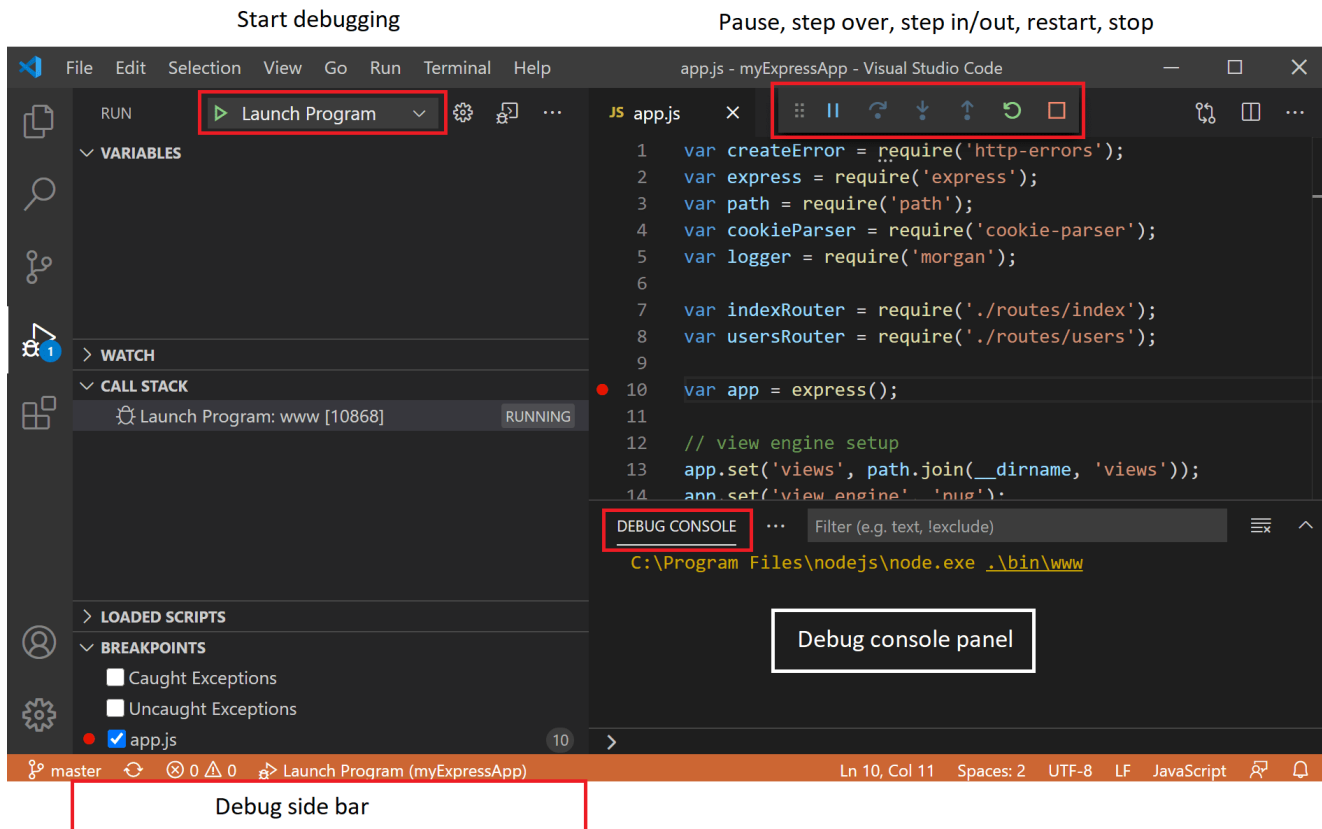 Start debugging
Pause, step over, step in/out, restart, stop
File Edit Selection View Go Run Terminal Help
app.js - myExpressApp - Visual Studio Code
RUN
Launch Program
VARIABLES
1
WATCH
CALL STACK
Launch Program: www [10868] RUNNING
LOADED SCRIPTS
BREAKPOINTS
Caught Exceptions
Uncaught Exceptions
app.js 10
JS app.js
1 var createError = require('http-errors');
2 var express = require('express');
3 var path = require('path');
4 var cookieParser = require('cookie-parser');
5 var logger = require('morgan');
6
7 var indexRouter = require('./routes/index');
8 var usersRouter = require('./routes/users');
9
10 var app = express();
11
12 // view engine setup
13 app.set('views', path.join(__dirname, 'views'));
14 app.set('view engine', 'pug');
DEBUG CONSOLE ··· Filter (e.g. text, !exclude)
C:\Program Files\nodejs\node.exe .\bin\www
Debug console panel
master 0 0 Launch Program (myExpressApp) Ln 10, Col 11 Spaces: 2 UTF-8 LF JavaScript
Debug side bar